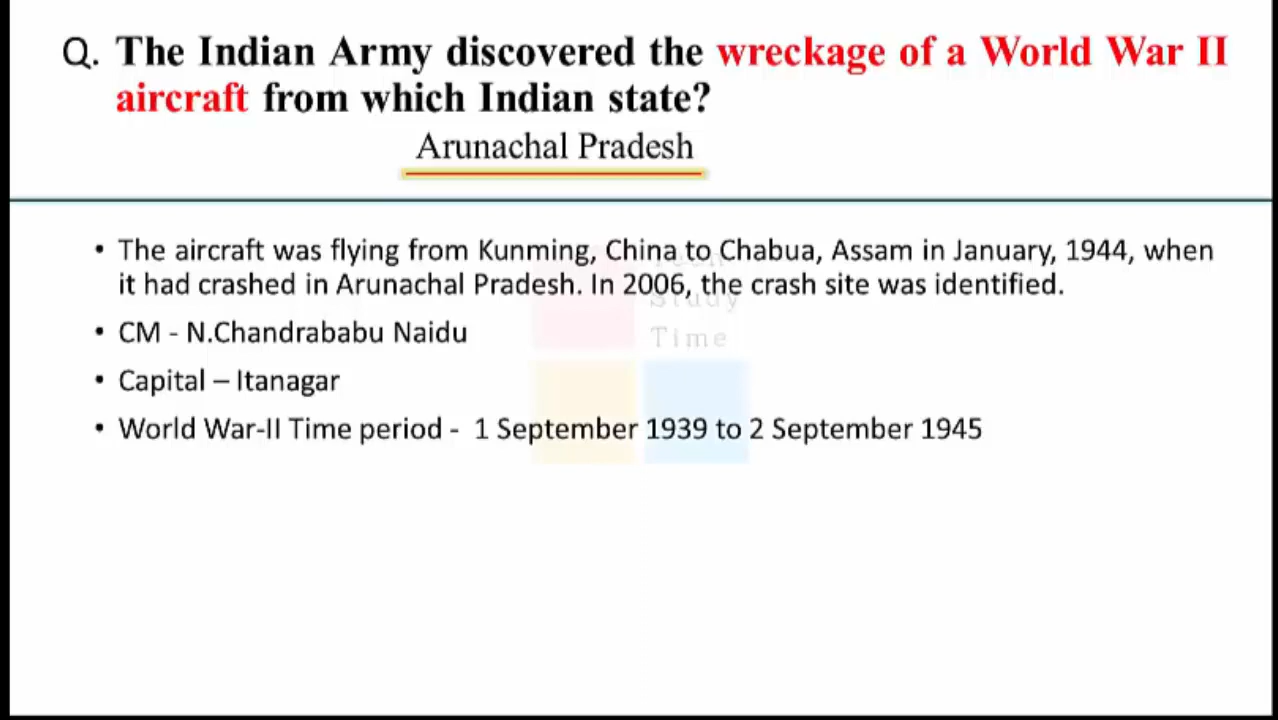 Q. The Indian Army discovered the wreckage of a World War II
aircraft from which Indian state?
Arunachal Pradesh
• The aircraft was flying from Kunming, China to Chabua, Assam in January, 1944, when
it had crashed in Arunachal Pradesh. In 2006, the crash site was identified.
• CM - N.Chandrababu Naidu
• Capital – Itanagar
• World War-II Time period - 1 September 1939 to 2 September 1945
Study
Time